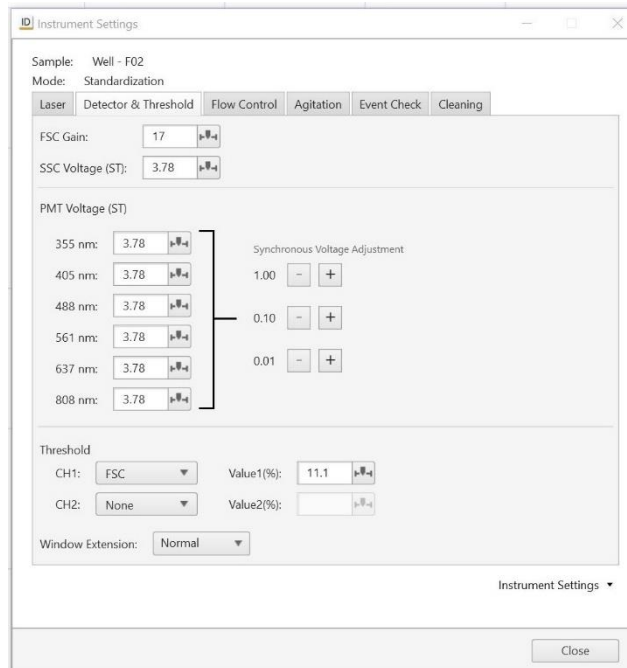 ID Instrument Settings
Sample: Well - F02
Mode: Standardization
Laser Detector & Threshold Flow Control Agitation Event Check Cleaning
FSC Gain: 17
SSC Voltage (ST): 3.78
PMT Voltage (ST)
355 nm: 3.78
Synchronous Voltage Adjustment
405 nm: 3.78
1.00 - +
488 nm: 3.78
0.10 - +
561 nm: 3.78
637 nm: 3.78
0.01 - +
808 nm: 3.78
Threshold
CH1: FSC Value1(%): 11.1
CH2: None Value2(%):
Window Extension: Normal
Instrument Settings
Close